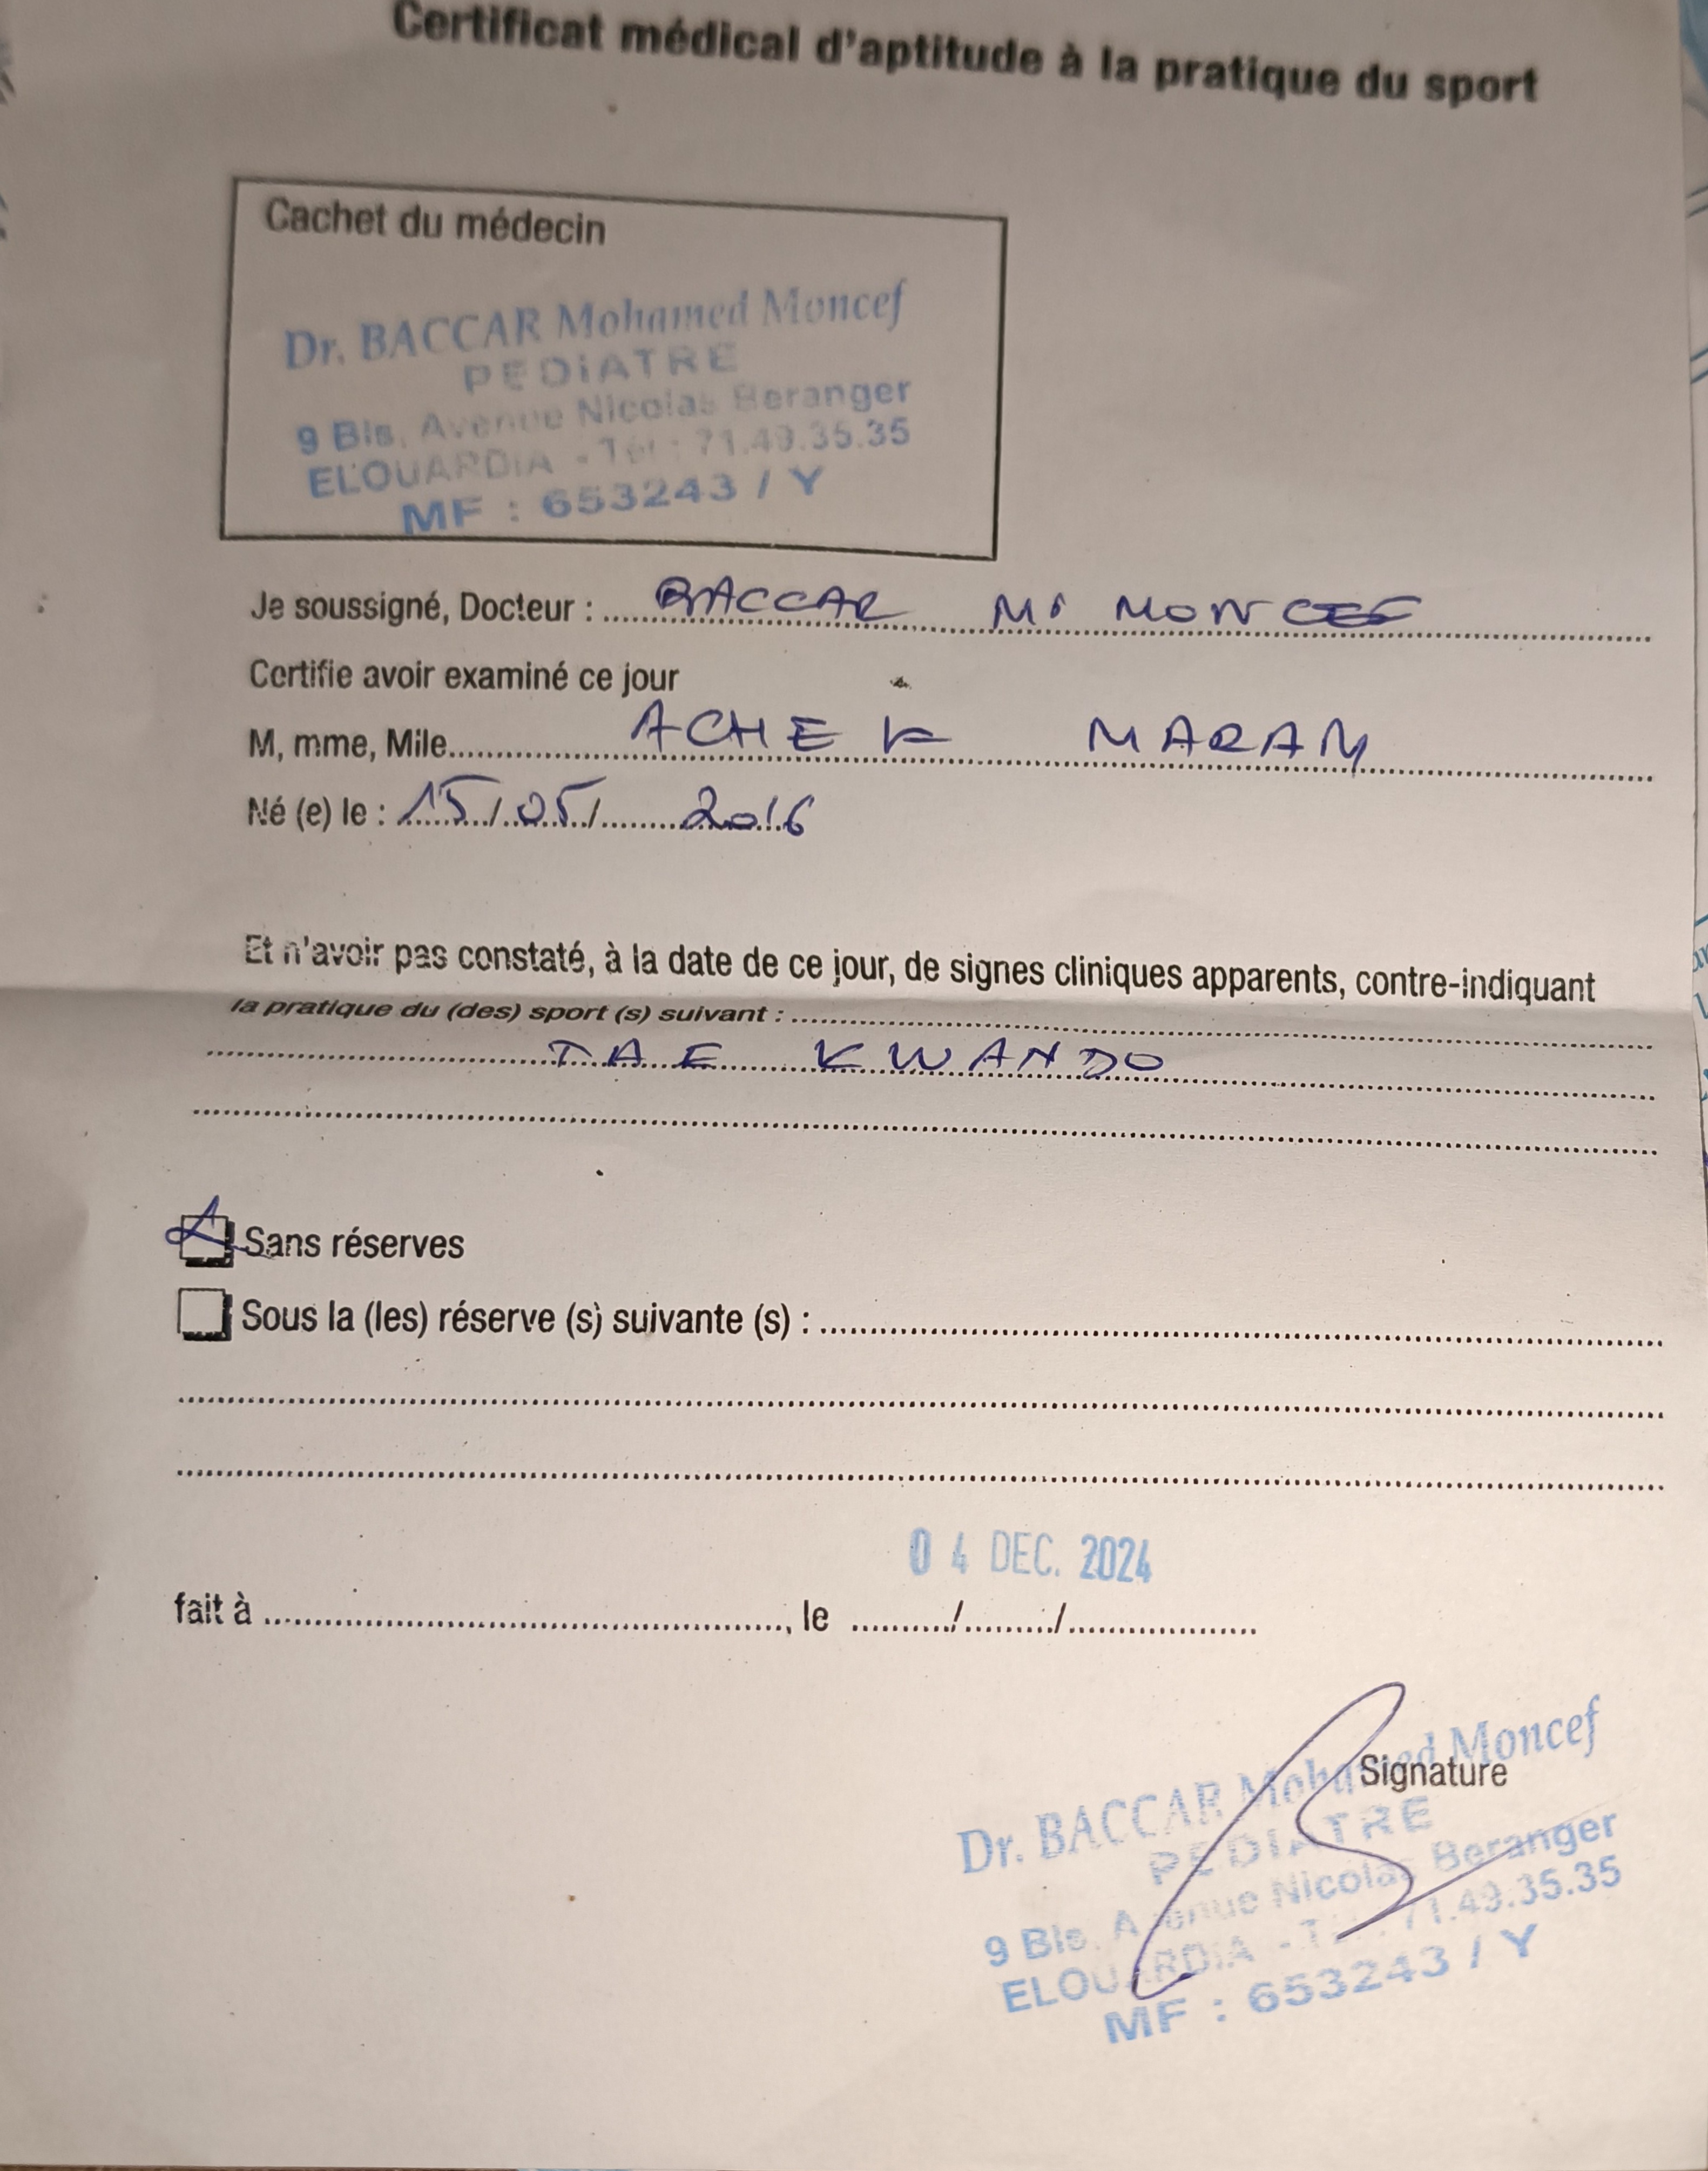 Certificat médical d'aptitude à la pratique du sport
Cachet du médecin
Dr. BACCAR Mohamed Moncef
PEDiATRE
9 Bis, Avenue Nicolas Beranger
ELOUARDIA - Tél : 71.49.35.35
MF : 653243 / Y
Je soussigné, Docteur : BACCAR Md MONCEF
Certifie avoir examiné ce jour
M, mme, Mlle ACHEK MARAM
Né (e) le : 15/05/2016
Et n'avoir pas constaté, à la date de ce jour, de signes cliniques apparents, contre-indiquant
la pratique du (des) sport (s) suivant :
TAE KWANDO
Sans réserves
Sous la (les) réserve (s) suivante (s) :
04 DEC. 2024
fait à , le / /
Signature
Dr. BACCAR Mohamed Moncef
PEDIATRE
9 Bis, Avenue Nicolas Beranger
ELOUARDIA - T 71.49.35.35
MF : 653243 / Y